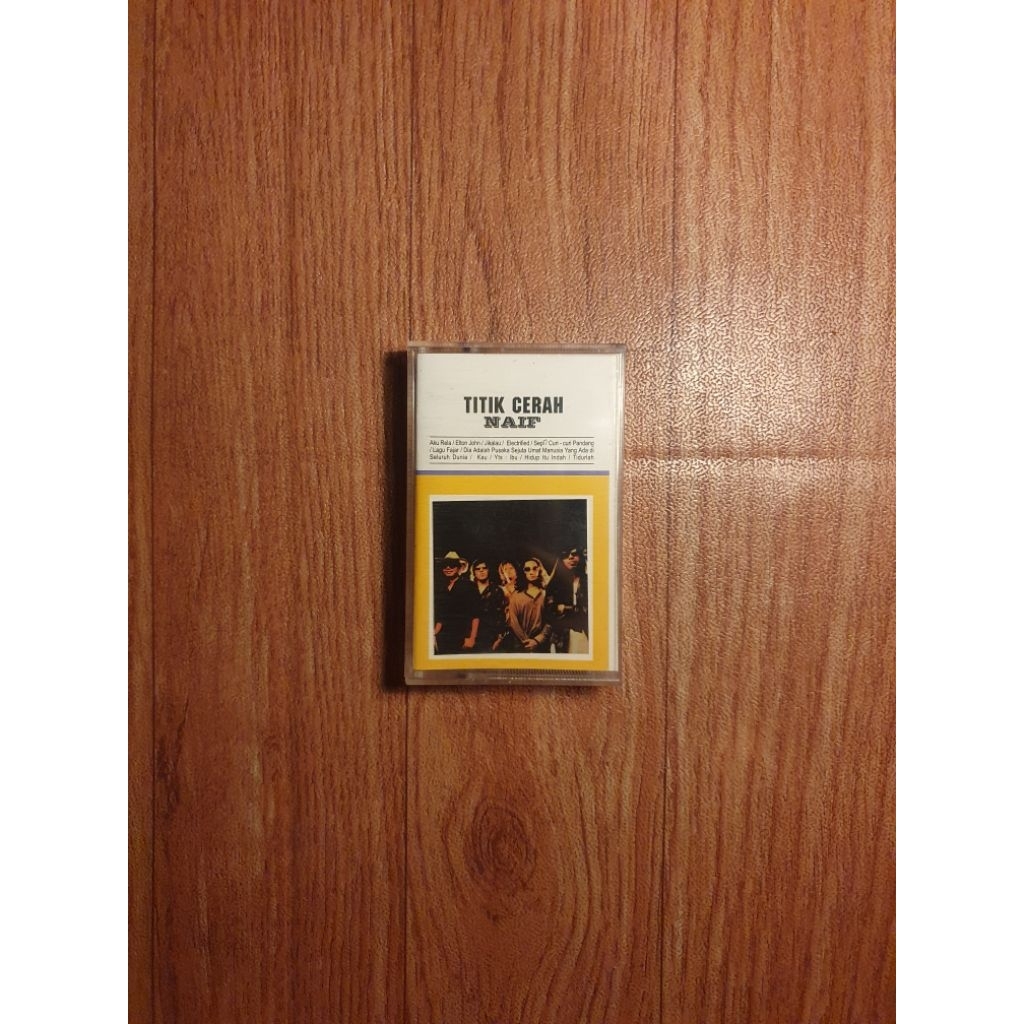 TITIK CERAH
NAIF
Aku Rela / Elton John / Jikalau / Electrified / Sepi / Curi - curi Pandang
/ Lagu Fajar / Dia Adalah Pusaka Sejuta Umat Manusia Yang Ada di
Seluruh Dunia / Kau / Yts : Ibu / Hidup itu Indah / Tidurlah